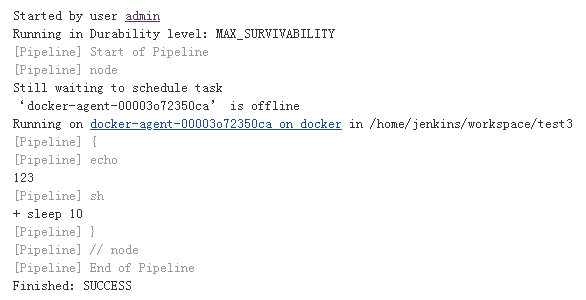 Started by user admin
Running in Durability level: MAX_SURVIVABILITY
[Pipeline] Start of Pipeline
[Pipeline] node
Still waiting to schedule task
‘docker-agent-00003o72350ca’ is offline
Running on docker-agent-00003o72350ca on docker in /home/jenkins/workspace/test3
[Pipeline] {
[Pipeline] echo
123
[Pipeline] sh
+ sleep 10
[Pipeline] }
[Pipeline] // node
[Pipeline] End of Pipeline
Finished: SUCCESS